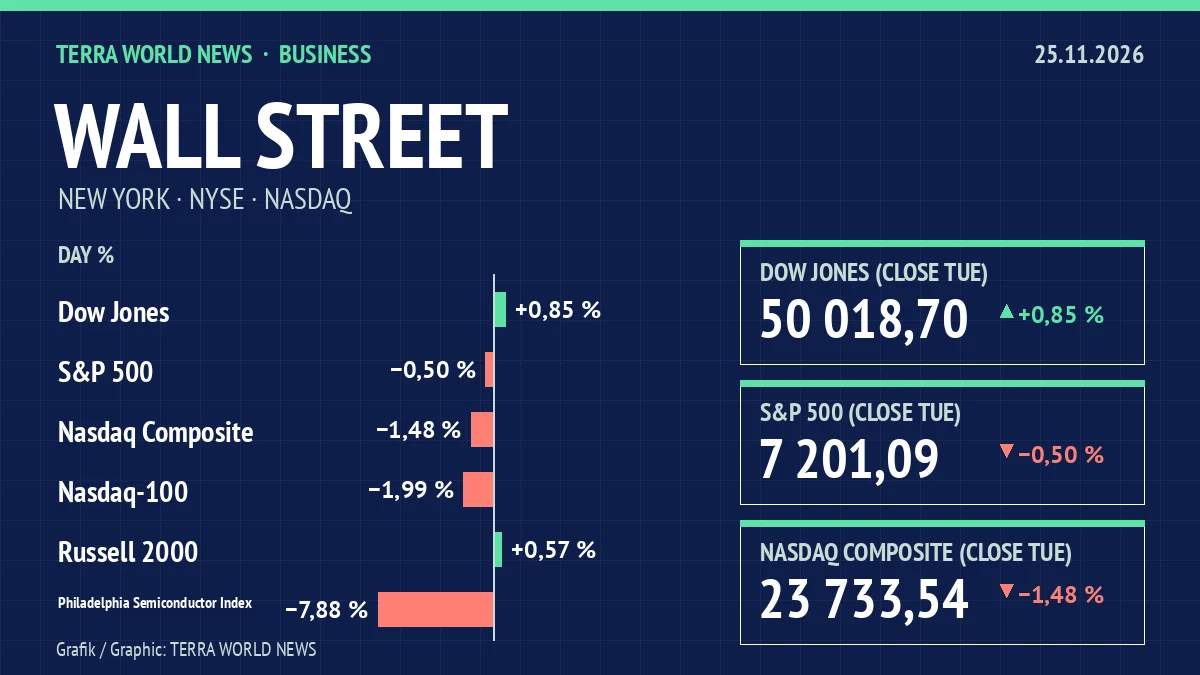 TERRA WORLD NEWS · BUSINESS
25.11.2026
WALL STREET
NEW YORK · NYSE · NASDAQ
DAY %
Dow Jones +0,85 %
S&P 500 −0,50 %
Nasdaq Composite −1,48 %
Nasdaq-100 −1,99 %
Russell 2000 +0,57 %
Philadelphia Semiconductor Index −7,88 %
DOW JONES (CLOSE TUE)
50 018,70 ▲+0,85 %
S&P 500 (CLOSE TUE)
7 201,09 ▼−0,50 %
NASDAQ COMPOSITE (CLOSE TUE)
23 733,54 ▼−1,48 %
Grafik / Graphic: TERRA WORLD NEWS